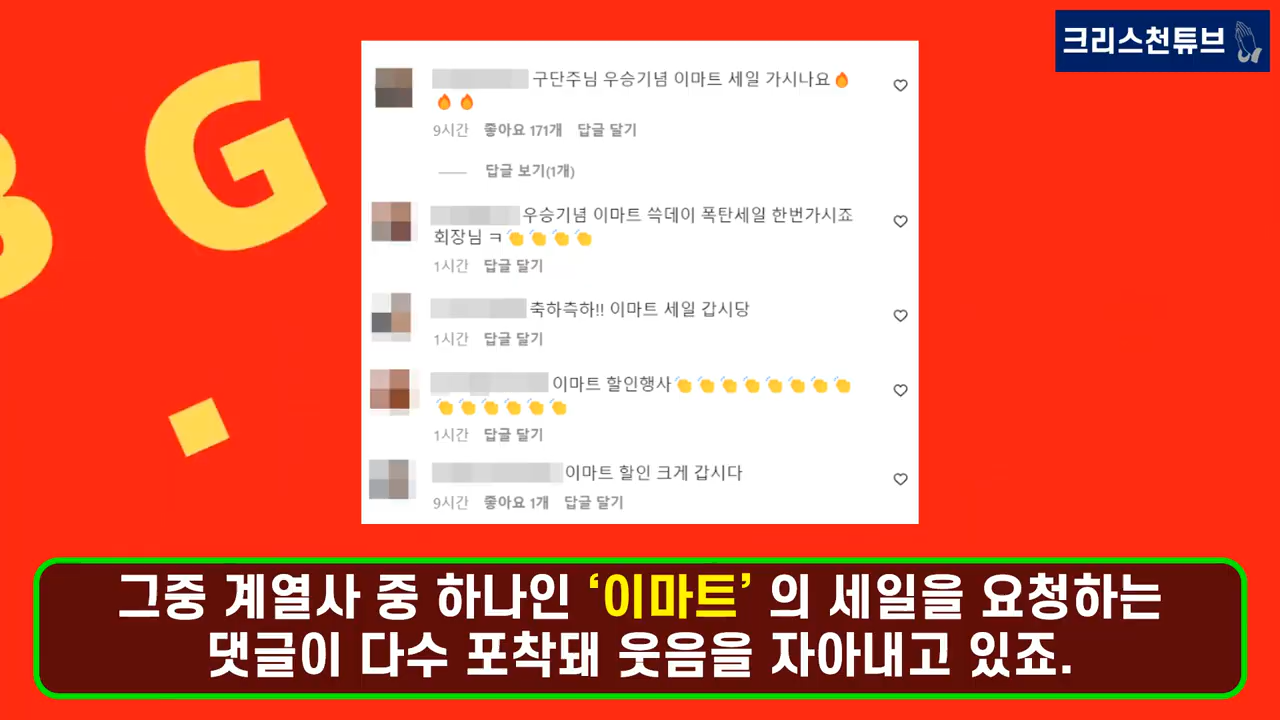 크리스천튜브
B G .
구단주님 우승기념 이마트 세일 가시나요🔥
🔥 🔥
9시간 좋아요 171개 답글 달기
답글 보기(1개)
우승기념 이마트 쓱데이 폭탄세일 한번가시죠
회장님 ㅋ👏👏👏👏
1시간 답글 달기
축하측하!! 이마트 세일 갑시당
1시간 답글 달기
이마트 할인행사👏👏👏👏👏👏👏👏
👏👏👏👏👏👏
1시간 답글 달기
이마트 할인 크게 갑시다
9시간 좋아요 1개 답글 달기
그중 계열사 중 하나인 ‘이마트’ 의 세일을 요청하는
댓글이 다수 포착돼 웃음을 자아내고 있죠.